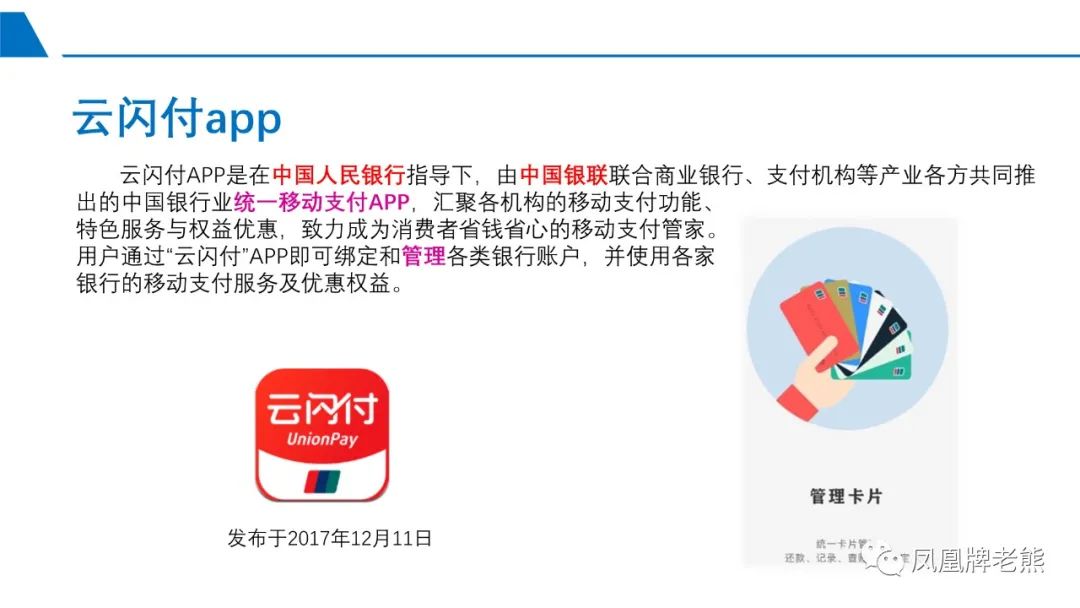 云闪付app
云闪付APP是在中国人民银行指导下，由中国银联联合商业银行、支付机构等产业各方共同推
出的中国银行业统一移动支付APP，汇聚各机构的移动支付功能、
特色服务与权益优惠，致力成为消费者省钱省心的移动支付管家。
用户通过“云闪付”APP即可绑定和管理各类银行账户，并使用各家
银行的移动支付服务及优惠权益。
云闪付
UnionPay
发布于2017年12月11日
管理卡片
统一卡片管
还款、记录、查
凤凰牌老熊